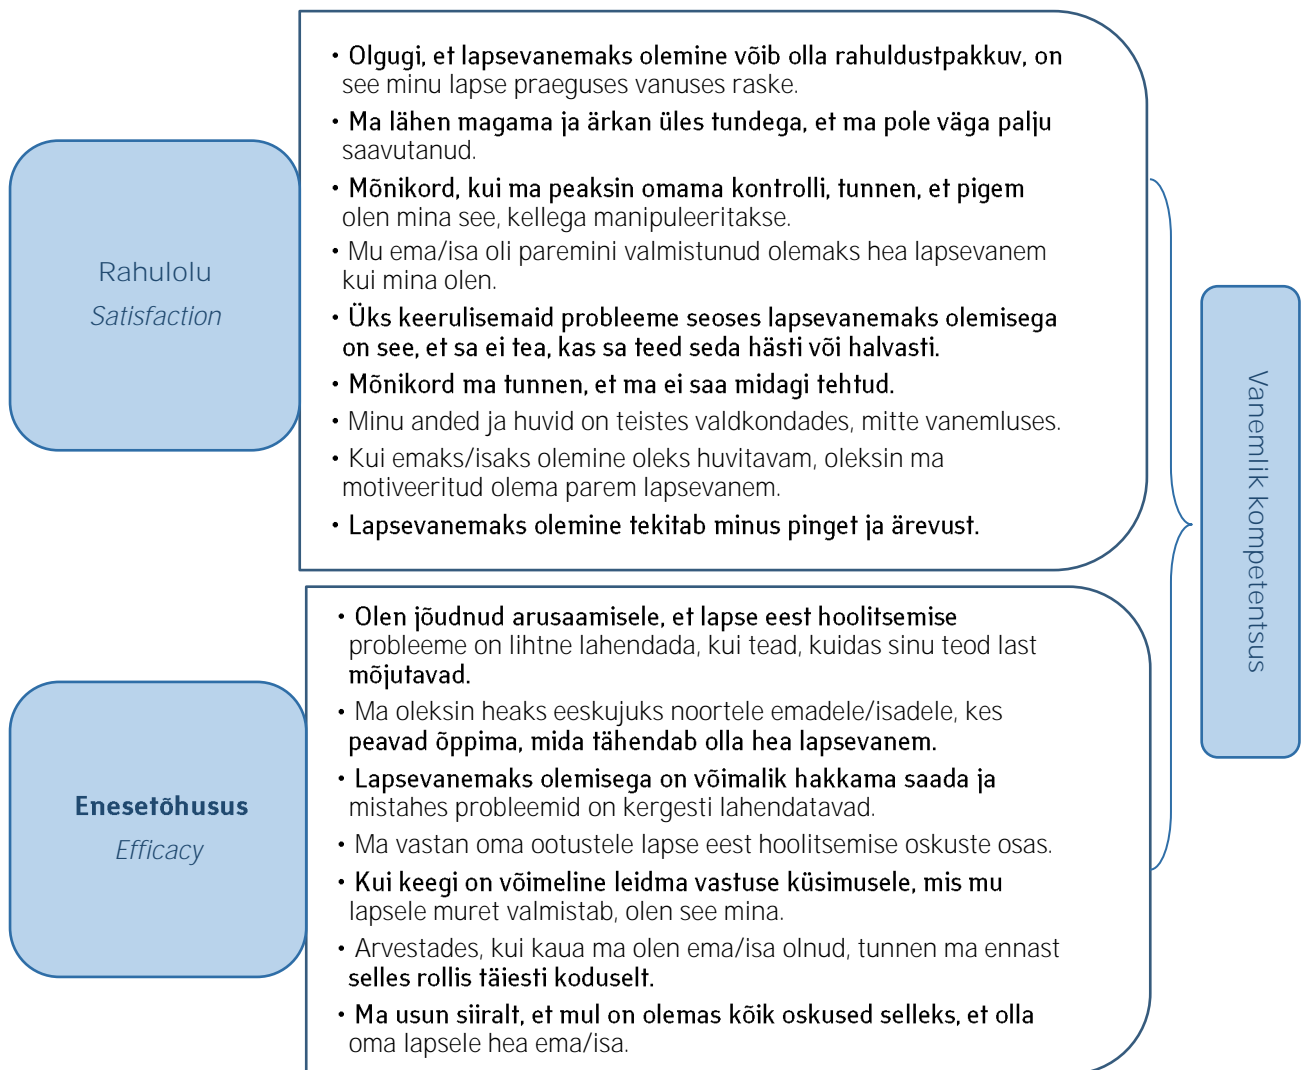 Rahulolu
Satisfaction
• Olgugi, et lapsevanemaks olemine võib olla rahuldustpakkuv, on
see minu lapse praeguses vanuses raske.
• Ma lähen magama ja ärkan üles tundega, et ma pole väga palju
saavutanud.
• Mõnikord, kui ma peaksin omama kontrolli, tunnen, et pigem
olen mina see, kellega manipuleeritakse.
• Mu ema/isa oli paremini valmistunud olemaks hea lapsevanem
kui mina olen.
• Üks keerulisemaid probleeme seoses lapsevanemaks olemisega
on see, et sa ei tea, kas sa teed seda hästi või halvasti.
• Mõnikord ma tunnen, et ma ei saa midagi tehtud.
• Minu anded ja huvid on teistes valdkondades, mitte vanemluses.
• Kui emaks/isaks olemine oleks huvitavam, oleksin ma
motiveeritud olema parem lapsevanem.
• Lapsevanemaks olemine tekitab minus pinget ja ärevust.
Enesetõhusus
Efficacy
• Olen jõudnud arusaamisele, et lapse eest hoolitsemise
probleeme on lihtne lahendada, kui tead, kuidas sinu teod last
mõjutavad.
• Ma oleksin heaks eeskujuks noortele emadele/isadele, kes
peavad õppima, mida tähendab olla hea lapsevanem.
• Lapsevanemaks olemisega on võimalik hakkama saada ja
mistahes probleemid on kergesti lahendatavad.
• Ma vastan oma ootustele lapse eest hoolitsemise oskuste osas.
• Kui keegi on võimeline leidma vastuse küsimusele, mis mu
lapsele muret valmistab, olen see mina.
• Arvestades, kui kaua ma olen ema/isa olnud, tunnen ma ennast
selles rollis täiesti koduselt.
• Ma usun siiralt, et mul on olemas kõik oskused selleks, et olla
oma lapsele hea ema/isa.
Vanemlik kompetentsus